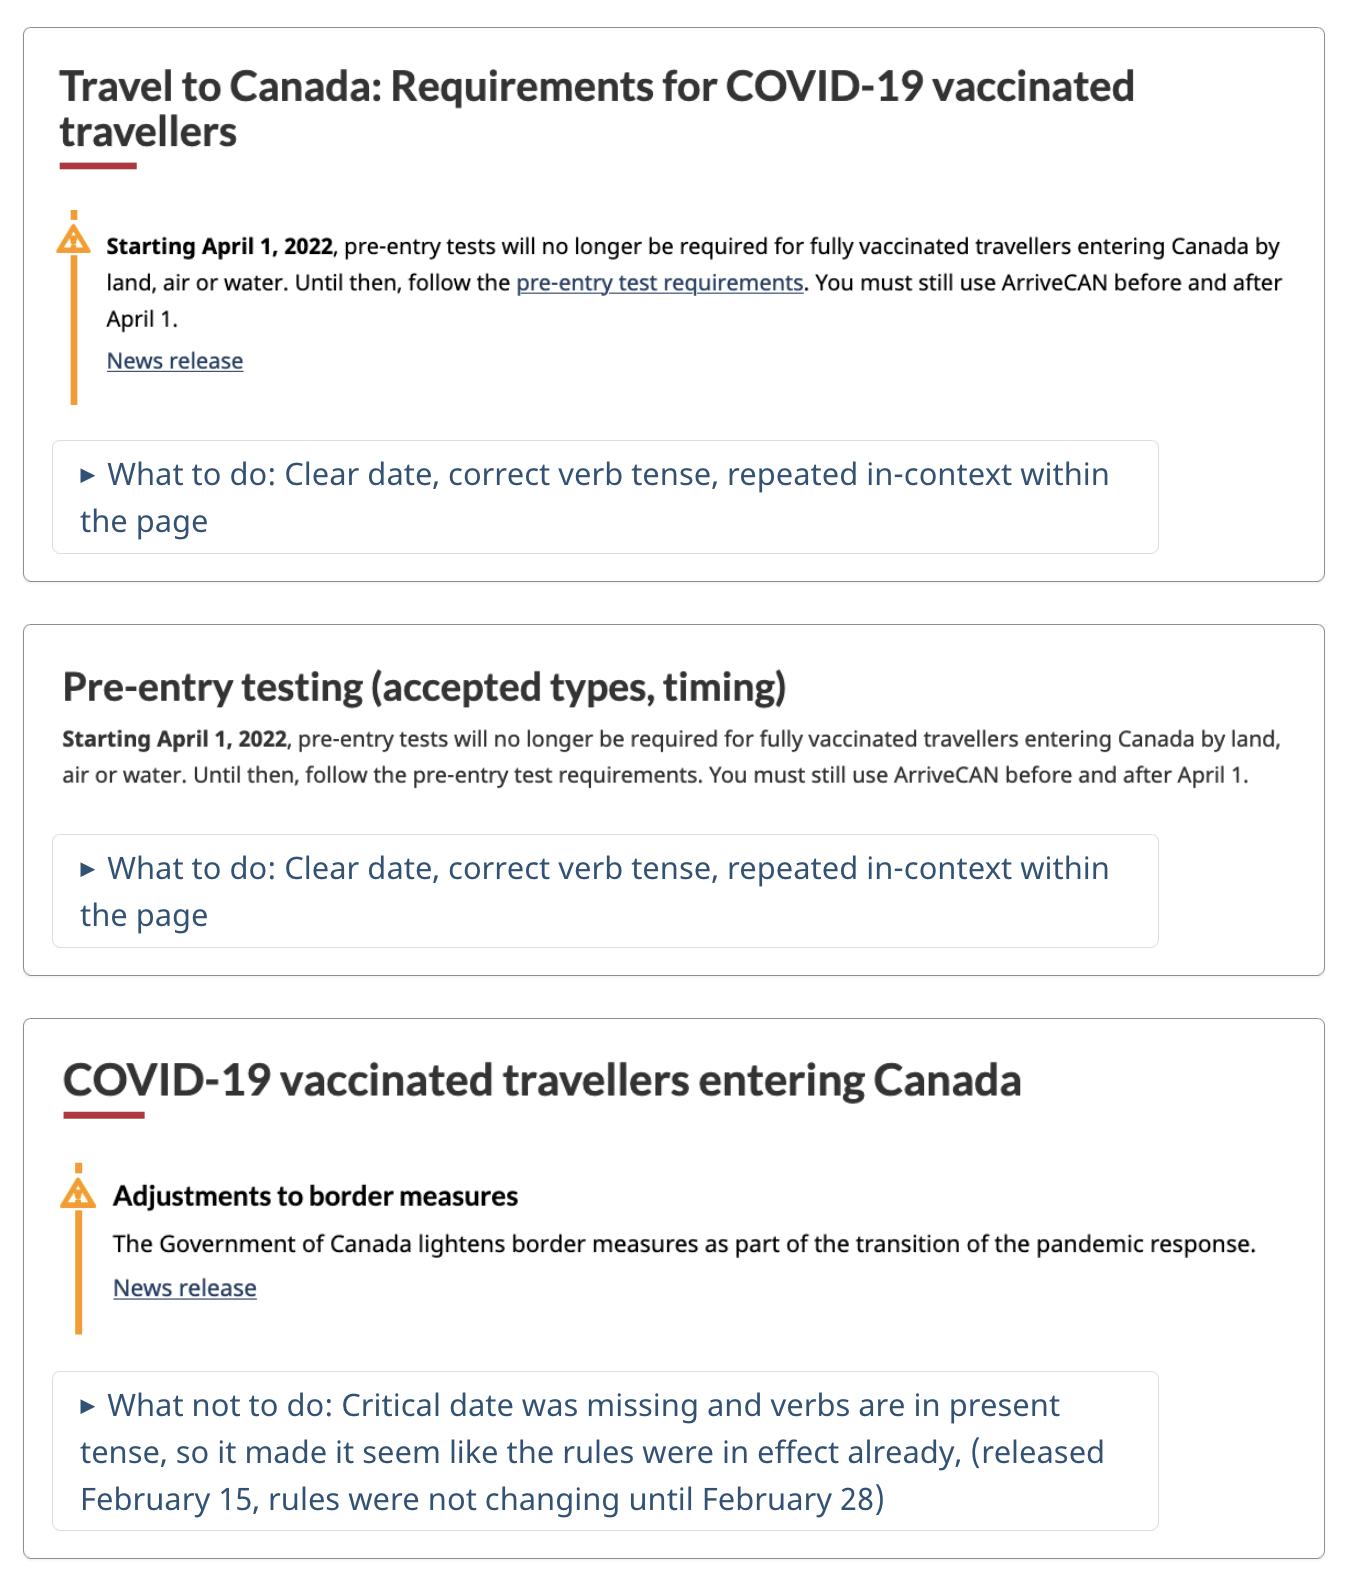 Travel to Canada: Requirements for COVID-19 vaccinated
travellers
Starting April 1, 2022, pre-entry tests will no longer be required for fully vaccinated travellers entering Canada by
land, air or water. Until then, follow the pre-entry test requirements. You must still use ArriveCAN before and after
April 1.
News release
▸ What to do: Clear date, correct verb tense, repeated in-context within
the page
Pre-entry testing (accepted types, timing)
Starting April 1, 2022, pre-entry tests will no longer be required for fully vaccinated travellers entering Canada by land,
air or water. Until then, follow the pre-entry test requirements. You must still use ArriveCAN before and after April 1.
▸ What to do: Clear date, correct verb tense, repeated in-context within
the page
COVID-19 vaccinated travellers entering Canada
Adjustments to border measures
The Government of Canada lightens border measures as part of the transition of the pandemic response.
News release
▸ What not to do: Critical date was missing and verbs are in present
tense, so it made it seem like the rules were in effect already, (released
February 15, rules were not changing until February 28)